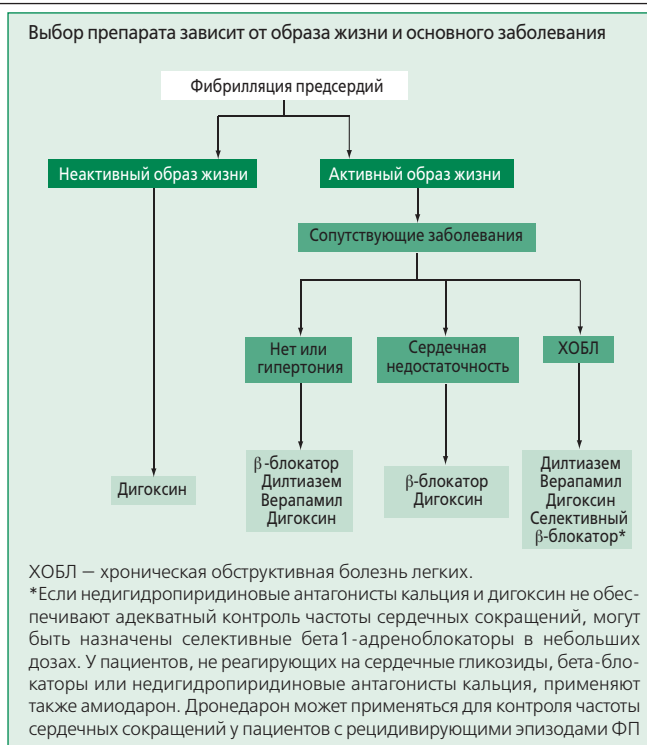 Выбор препарата зависит от образа жизни и основного заболевания
Фибрилляция предсердий
Неактивный образ жизни
Активный образ жизни
Сопутствующие заболевания
Нет или
гипертония
Сердечная
недостаточность
ХОБЛ
Дигоксин
β-блокатор
Дилтиазем
Верапамил
Дигоксин
β-блокатор
Дигоксин
Дилтиазем
Верапамил
Дигоксин
Селективный
β-блокатор*
ХОБЛ — хроническая обструктивная болезнь легких.
*Если недигидропиридиновые антагонисты кальция и дигоксин не обес-
печивают адекватный контроль частоты сердечных сокращений, могут
быть назначены селективные бета1-адреноблокаторы в небольших
дозах. У пациентов, не реагирующих на сердечные гликозиды, бета-бло-
каторы или недигидропиридиновые антагонисты кальция, применяют
также амиодарон. Дронедарон может применяться для контроля частоты
сердечных сокращений у пациентов с рецидивирующими эпизодами ФП